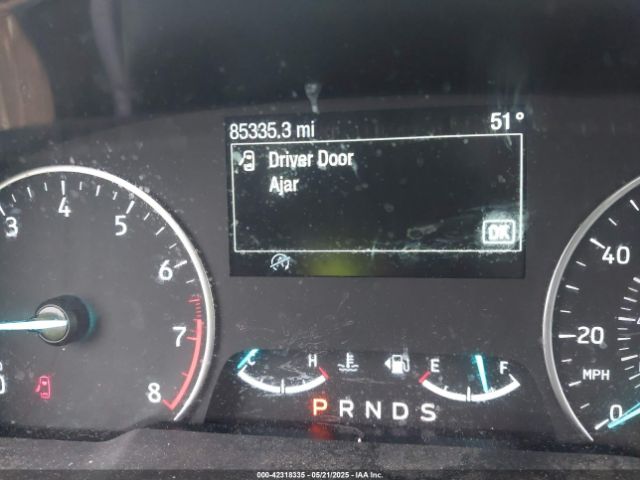 85335.3 mi 51°
Driver Door
Ajar
OK
3 4 5 6 7 8
0
C H E F
P R N D S
40
20
MPH
0
000-42318335 - 05/21/2025 - IAA Inc.